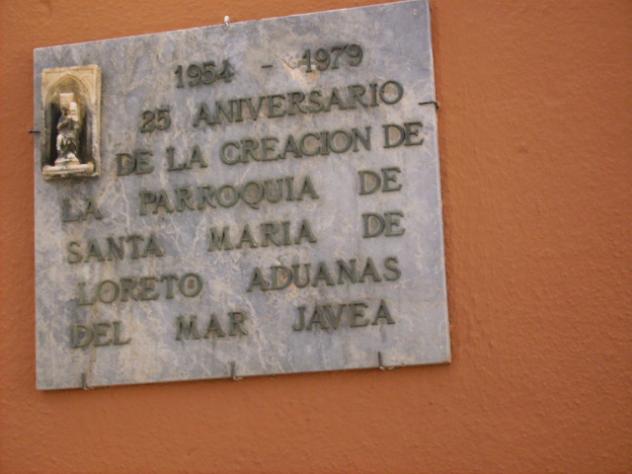 1954 - 1979
25 ANIVERSARIO
DE LA CREACION DE
LA PARROQUIA DE
SANTA MARIA DE
LORETO ADUANAS
DEL MAR JAVEA